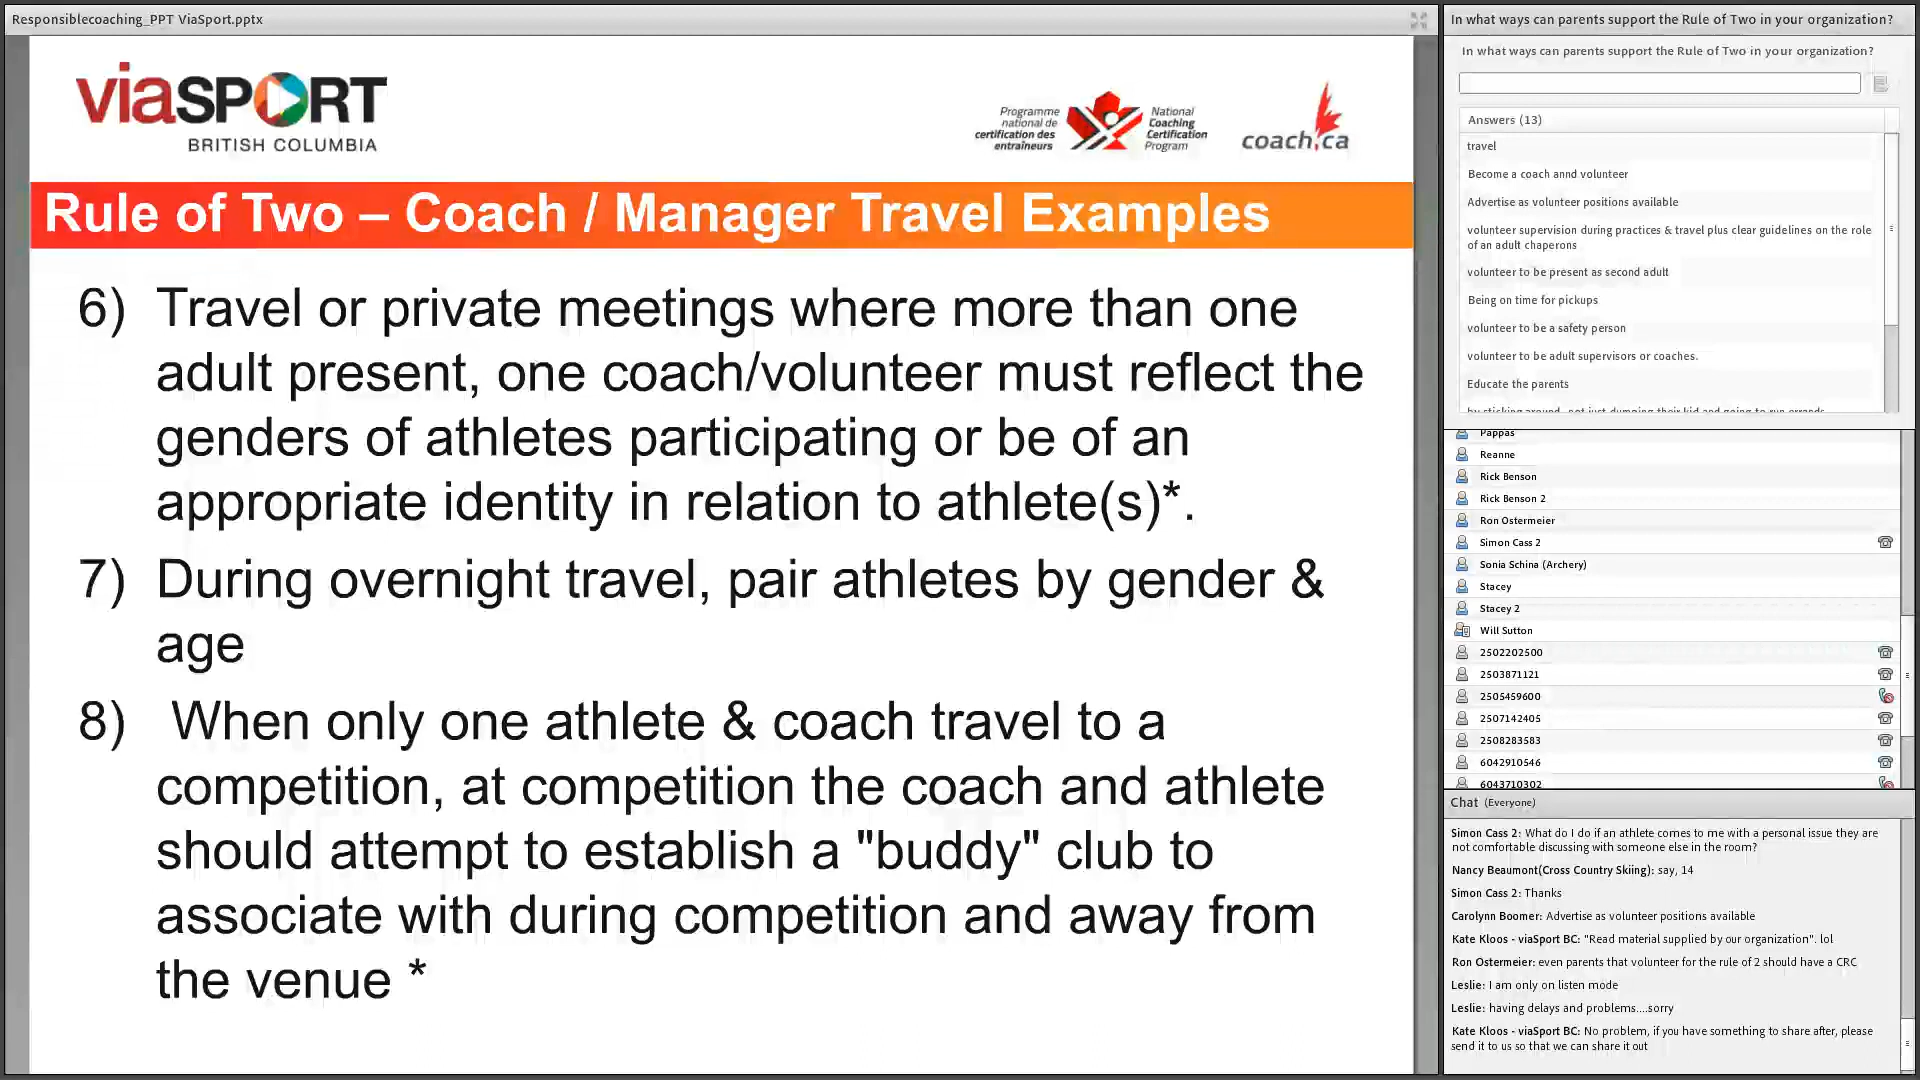 Responsiblecoaching_PPT ViaSport.pptx
viaSPORT
BRITISH COLUMBIA
Programme
national de
certification des
entraîneurs
National
Coaching
Certification
Program
coach.ca
Rule of Two – Coach / Manager Travel Examples
6) Travel or private meetings where more than one
adult present, one coach/volunteer must reflect the
genders of athletes participating or be of an
appropriate identity in relation to athlete(s)*.
7) During overnight travel, pair athletes by gender &
age
8) When only one athlete & coach travel to a
competition, at competition the coach and athlete
should attempt to establish a "buddy" club to
associate with during competition and away from
the venue *
In what ways can parents support the Rule of Two in your organization?
In what ways can parents support the Rule of Two in your organization?
Answers (13)
travel
Become a coach annd volunteer
Advertise as volunteer positions available
volunteer supervision during practices & travel plus clear guidelines on the role
of an adult chaperons
volunteer to be present as second adult
Being on time for pickups
volunteer to be a safety person
volunteer to be adult supervisors or coaches.
Educate the parents
by sticking around, not just dumping their kid and going to run errands
Pappas
Reanne
Rick Benson
Rick Benson 2
Ron Ostermeier
Simon Cass 2
Sonia Schina (Archery)
Stacey
Stacey 2
Will Sutton
2502202500
2503871121
2505459600
2507142405
2508283583
6042910546
6043710302
Chat (Everyone)
Simon Cass 2: What do I do if an athlete comes to me with a personal issue they are
not comfortable discussing with someone else in the room?
Nancy Beaumont(Cross Country Skiing): say, 14
Simon Cass 2: Thanks
Carolynn Boomer: Advertise as volunteer positions available
Kate Kloos - viaSport BC: "Read material supplied by our organization". lol
Ron Ostermeier: even parents that volunteer for the rule of 2 should have a CRC
Leslie: I am only on listen mode
Leslie: having delays and problems....sorry
Kate Kloos - viaSport BC: No problem, if you have something to share after, please
send it to us so that we can share it out